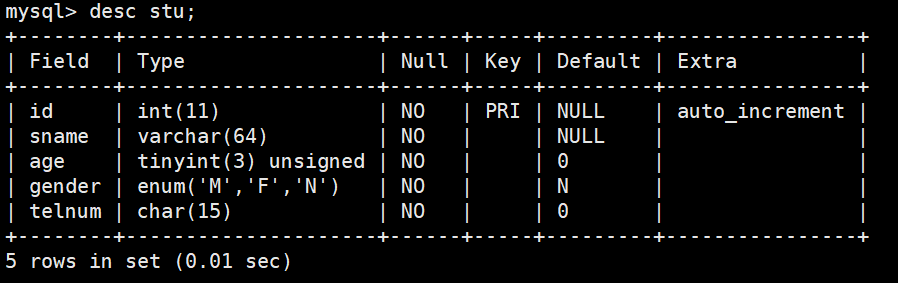 mysql> desc stu;
+--------+---------------------+------+-----+---------+----------------+
| Field  | Type                | Null | Key | Default | Extra          |
+--------+---------------------+------+-----+---------+----------------+
| id     | int(11)             | NO   | PRI | NULL    | auto_increment |
| sname  | varchar(64)         | NO   |     | NULL    |                |
| age    | tinyint(3) unsigned | NO   |     | 0       |                |
| gender | enum('M','F','N')   | NO   |     | N       |                |
| telnum | char(15)            | NO   |     | 0       |                |
+--------+---------------------+------+-----+---------+----------------+
5 rows in set (0.01 sec)